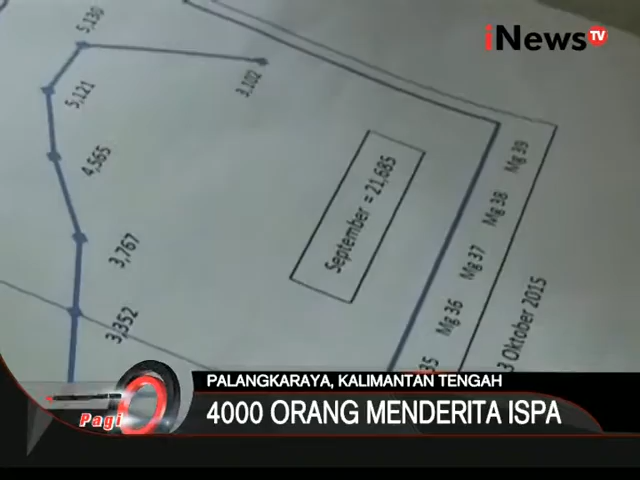 iNews TV
5,130
5,121
3,102
4,565
3,767
3,352
September = 21,685
35
Mg 36
Mg 37
Mg 38
Mg 39
3 Oktober 2015
PALANGKARAYA, KALIMANTAN TENGAH
Pagi
4000 ORANG MENDERITA ISPA